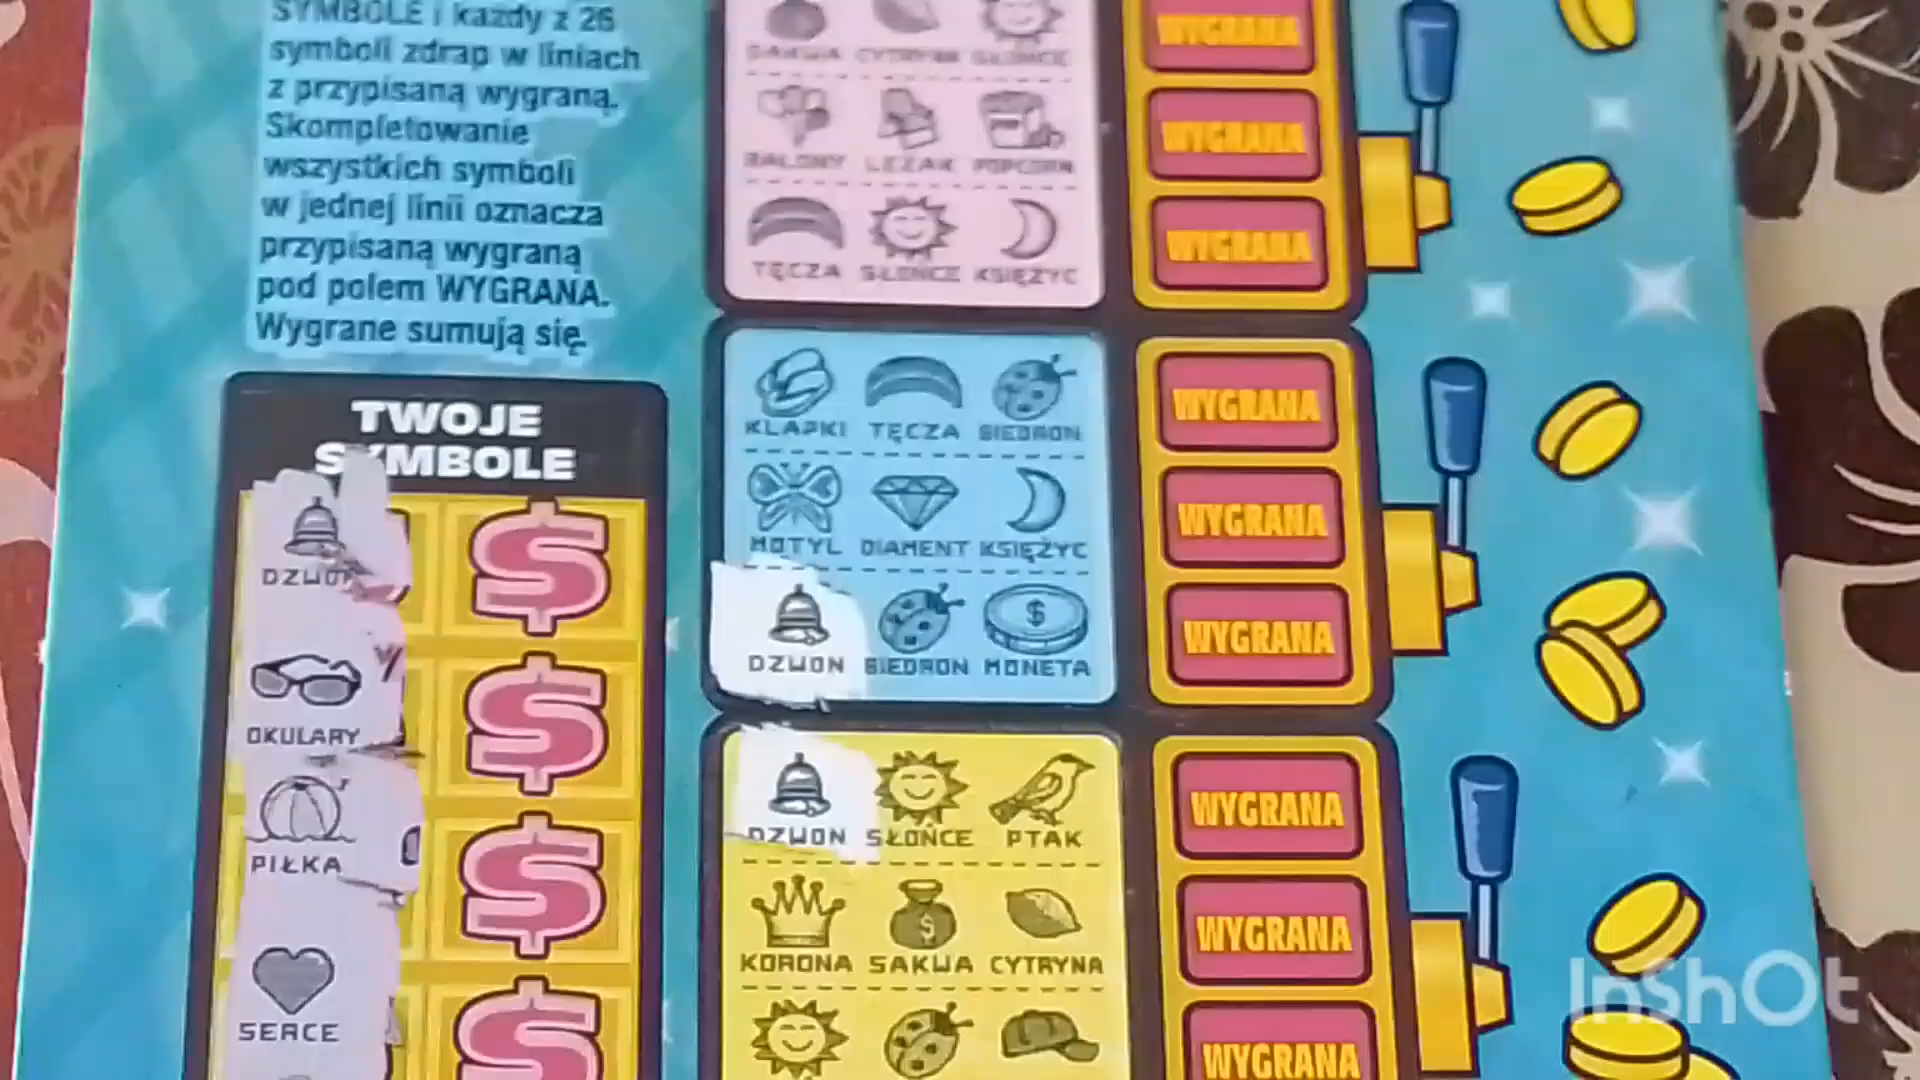 SYMBOLE i każdy z 26
symboli zdrap w liniach
z przypisaną wygraną.
Skompletowanie
wszystkich symboli
w jednej linii oznacza
przypisaną wygraną
pod polem WYGRANA.
Wygrane sumują się.
TWOJE
SYMBOLE
DZWON
OKULARY
PIŁKA
SERCE
SAKWA CYTRYNA SŁOŃCE
BALONY LEŻAK POPCORN
TĘCZA SŁOŃCE KSIĘŻYC
WYGRANA
WYGRANA
WYGRANA
KLAPKI TĘCZA BIEDRON
MOTYL DIAMENT KSIĘŻYC
DZWON BIEDRON MONETA
WYGRANA
WYGRANA
WYGRANA
DZWON SŁOŃCE PTAK
KORONA SAKWA CYTRYNA
WYGRANA
WYGRANA
WYGRANA
InShOt